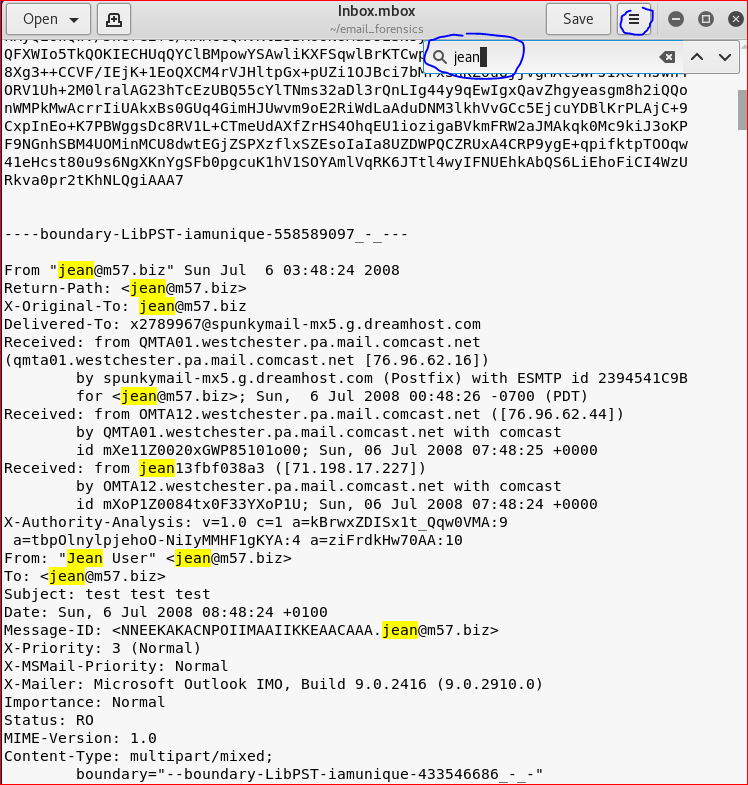 Open
Inbox.mbox
~/email_forensics
Save
jean
8Xg3++CCVF/IEjK+1EoQXCM4rVJHltpGx+pUZi1OJBci7bM
ORV1Uh+2M0lralAG23hTcEzUBQ55cYlTNms32aDl3rQnLIg44y9qEwIgxQavZhgyeasgm8h2iQQo
nWMPkMwAcrrIiUAkxBs0GUq4GimHJUwvm9oE2RiWdLaAduDNM3lkhVvGCc5EjcuYDBlKrPLAjC+9
CxpInEo+K7PBWggsDc8RV1L+CTmeUdAXfZrHS4OhqEU1iozigaBVkmFRW2aJMAkqk0Mc9kiJ3oKP
F9NGnhSBM4UOMinMCU8dwtEGjZSPXzflxSZEsoIaIa8UZDWPQCZRUxA4CRP9ygE+qpifktpTOOqw
41eHcst80u9s6NgXKnYgSFb0pgcuK1hV1SOYAmlVqRK6JTtl4wyIFNUEhkAbQS6LiEhoFiCI4WzU
Rkva0pr2tKhNLQgiAAA7
----boundary-LibPST-iamunique-558589097_-_---
From "jean@m57.biz" Sun Jul  6 03:48:24 2008
Return-Path: <jean@m57.biz>
X-Original-To: jean@m57.biz
Delivered-To: x2789967@spunkymail-mx5.g.dreamhost.com
Received: from QMTA01.westchester.pa.mail.comcast.net
(qmta01.westchester.pa.mail.comcast.net [76.96.62.16])
by spunkymail-mx5.g.dreamhost.com (Postfix) with ESMTP id 2394541C9B
for <jean@m57.biz>; Sun,  6 Jul 2008 00:48:26 -0700 (PDT)
Received: from OMTA12.westchester.pa.mail.comcast.net ([76.96.62.44])
by QMTA01.westchester.pa.mail.comcast.net with comcast
id mXe11Z0020xGWP85101o00; Sun, 06 Jul 2008 07:48:25 +0000
Received: from jean13fbf038a3 ([71.198.17.227])
by OMTA12.westchester.pa.mail.comcast.net with comcast
id mXoP1Z0084tx0F33YXoP1U; Sun, 06 Jul 2008 07:48:24 +0000
X-Authority-Analysis: v=1.0 c=1 a=kBrwxZDISx1t_Qqw0VMA:9
a=tbpOlnylpjehoO-NiIyMMHF1gKYA:4 a=ziFrdkHw70AA:10
From: "Jean User" <jean@m57.biz>
To: <jean@m57.biz>
Subject: test test test
Date: Sun, 6 Jul 2008 08:48:24 +0100
Message-ID: <NNEEKAKACNPOIIMAAIIKKEAACAAA.jean@m57.biz>
X-Priority: 3 (Normal)
X-MSMail-Priority: Normal
X-Mailer: Microsoft Outlook IMO, Build 9.0.2416 (9.0.2910.0)
Importance: Normal
Status: RO
MIME-Version: 1.0
Content-Type: multipart/mixed;
boundary="--boundary-LibPST-iamunique-433546686_-_-"